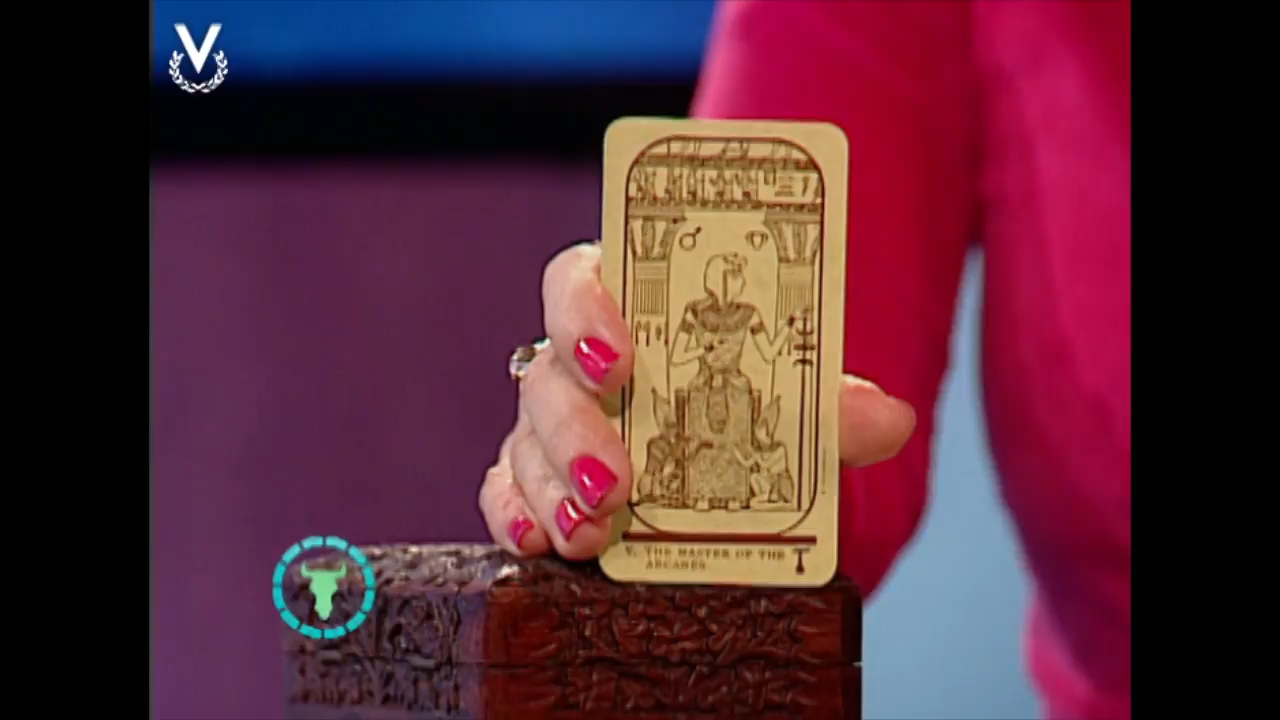 V
V. THE MASTER OF THE
ARCANES